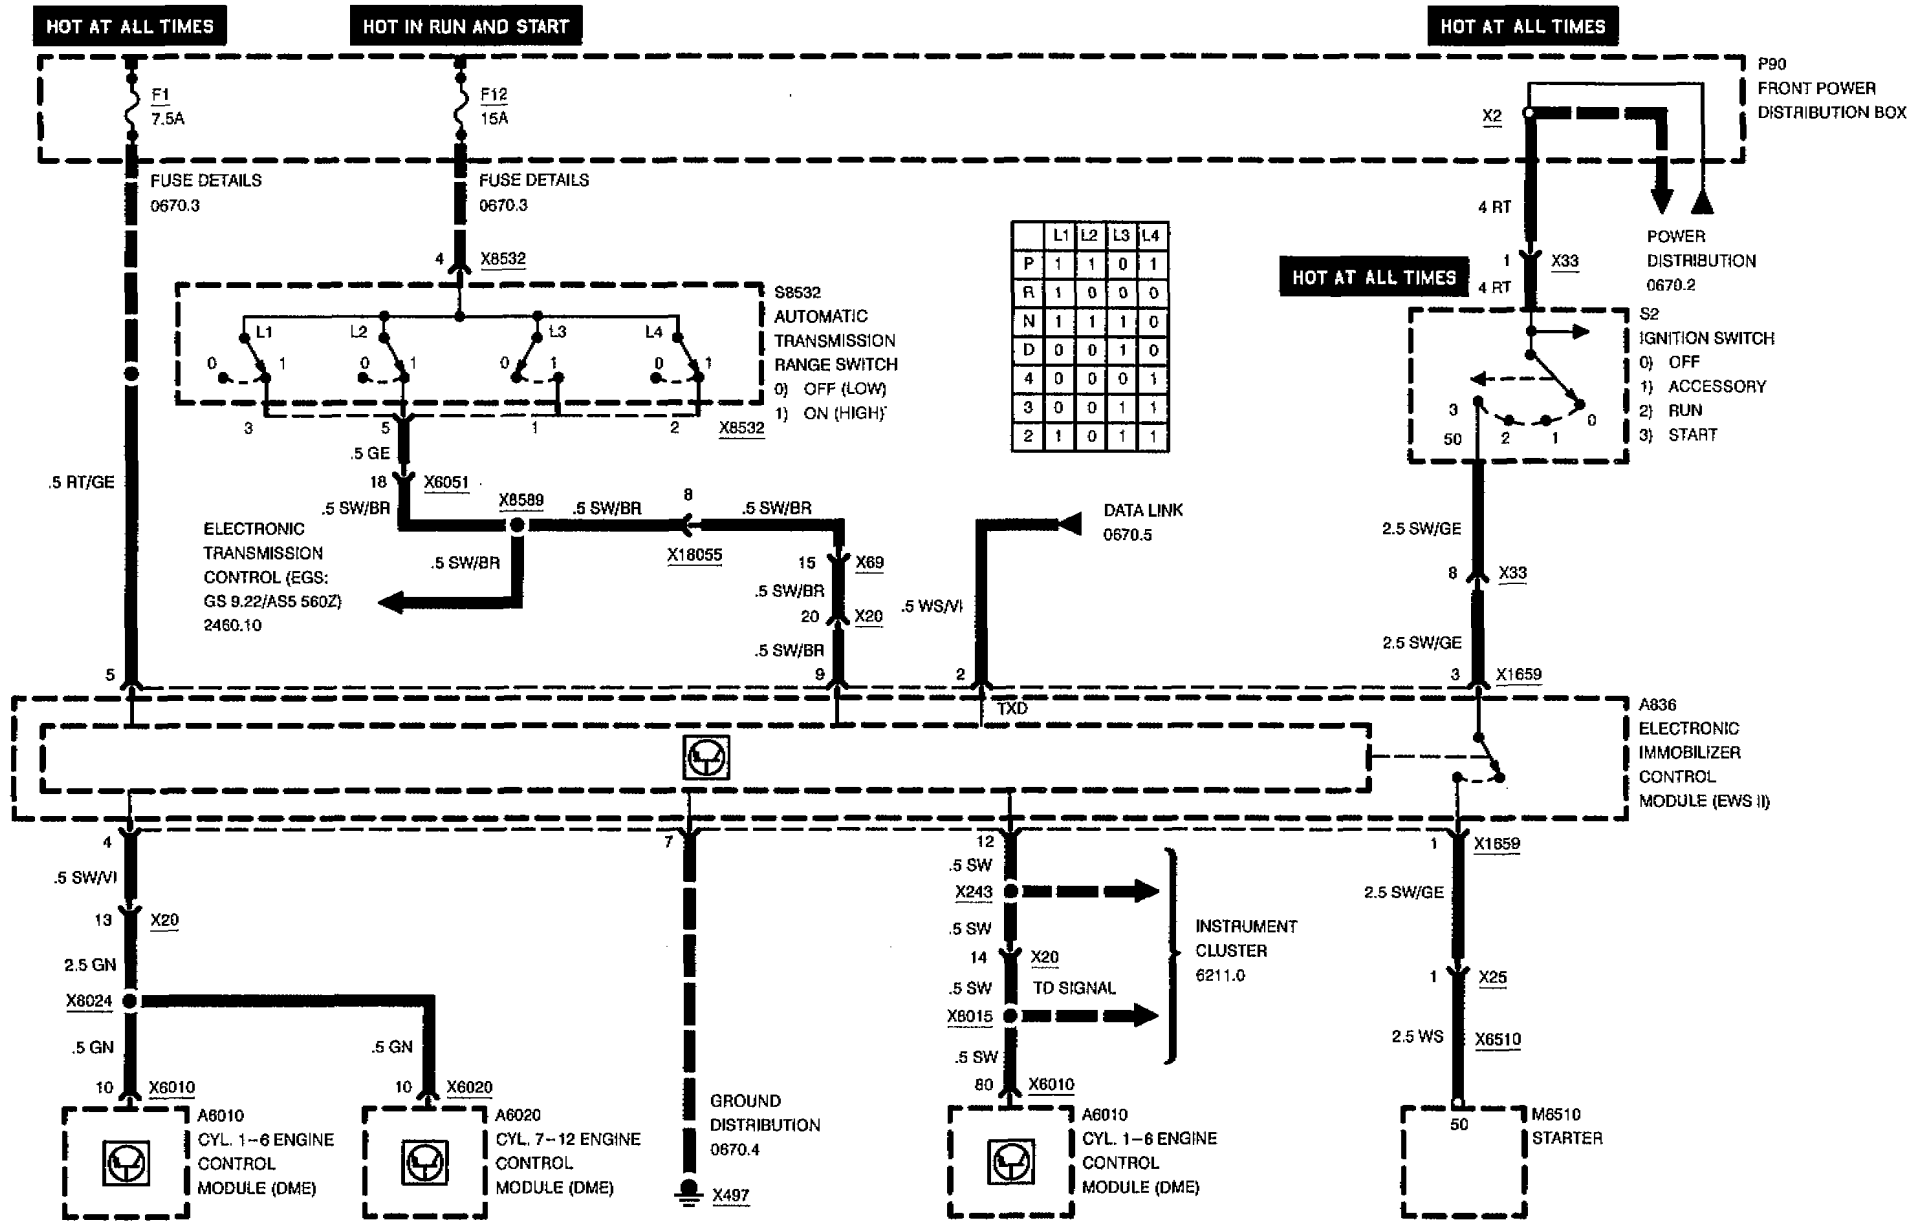 HOT AT ALL TIMES
HOT IN RUN AND START
HOT AT ALL TIMES
F1
7.5A
F12
15A
X2
P90
FRONT POWER
DISTRIBUTION BOX
FUSE DETAILS
0670.3
FUSE DETAILS
0670.3
4 RT
POWER
DISTRIBUTION
0670.2
4 X8532
1 X33
HOT AT ALL TIMES
4 RT
L1 L2 L3 L4
P 1 1 0 1
R 1 0 0 0
N 1 1 1 0
D 0 0 1 0
4 0 0 0 1
3 0 0 1 1
2 1 0 1 1
S8532
AUTOMATIC
TRANSMISSION
RANGE SWITCH
0) OFF (LOW)
1) ON (HIGH)
L1 L2 L3 L4
0 1 0 1 0 1 0 1
3 5 1 2 X8532
S2
IGNITION SWITCH
0) OFF
1) ACCESSORY
2) RUN
3) START
3 0
50 2 1
.5 GE
18 X6051
.5 RT/GE
.5 SW/BR
X8589
.5 SW/BR
8
.5 SW/BR
X18055
.5 SW/BR
ELECTRONIC
TRANSMISSION
CONTROL (EGS:
GS 9.22/AS5 560Z)
2460.10
15 X69
.5 SW/BR
20 X20
.5 SW/BR
DATA LINK
0670.5
.5 WS/VI
2.5 SW/GE
8 X33
2.5 SW/GE
5 9 2 3 X1659
TXD
A836
ELECTRONIC
IMMOBILIZER
CONTROL
MODULE (EWS II)
4 7 12 1 X1659
.5 SW/VI
13 X20
2.5 GN
X8024
.5 GN
.5 GN
10 X6010
10 X6020
A6010
CYL. 1–6 ENGINE
CONTROL
MODULE (DME)
A6020
CYL. 7–12 ENGINE
CONTROL
MODULE (DME)
GROUND
DISTRIBUTION
0670.4
X497
.5 SW
X243
.5 SW
14 X20
.5 SW TD SIGNAL
X8015
.5 SW
80 X6010
INSTRUMENT
CLUSTER
6211.0
A6010
CYL. 1–6 ENGINE
CONTROL
MODULE (DME)
2.5 SW/GE
1 X25
2.5 WS X6510
50
M6510
STARTER